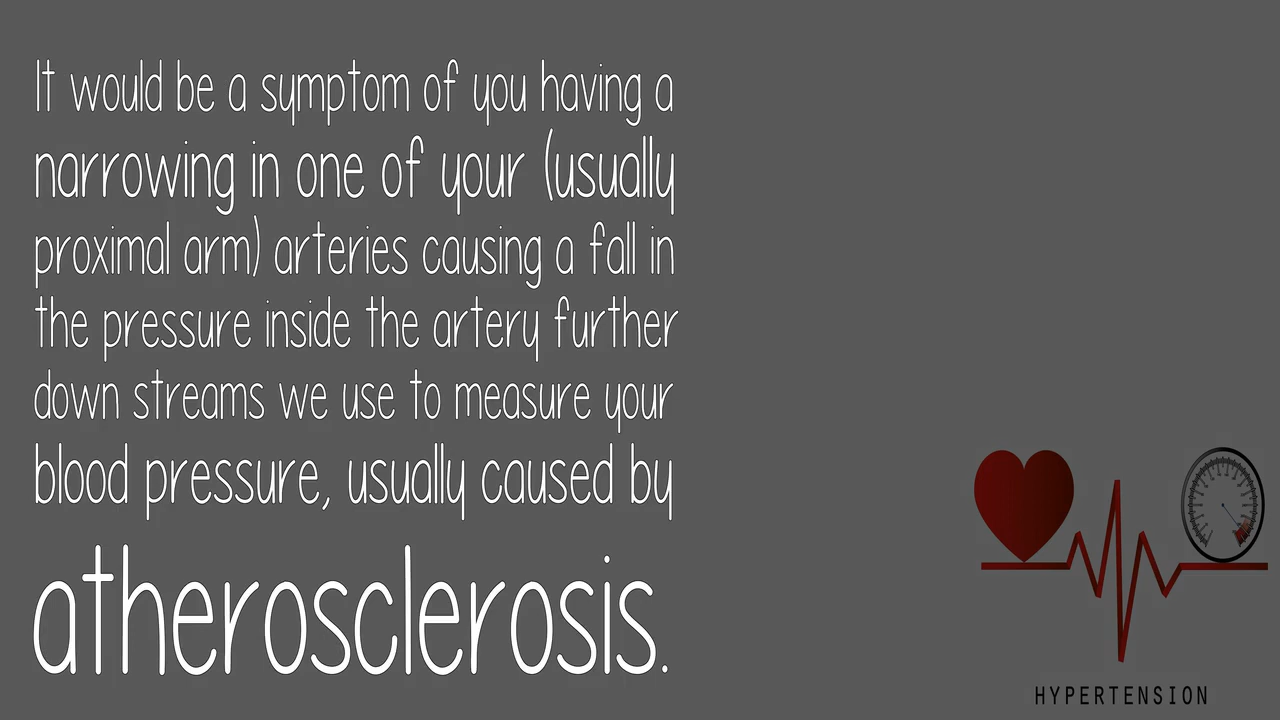 It would be a symptom of you having a
narrowing in one of your (usually
proximal arm) arteries causing a fall in
the pressure inside the artery further
down streams we use to measure your
blood pressure, usually caused by
atherosclerosis.
HYPERTENSION